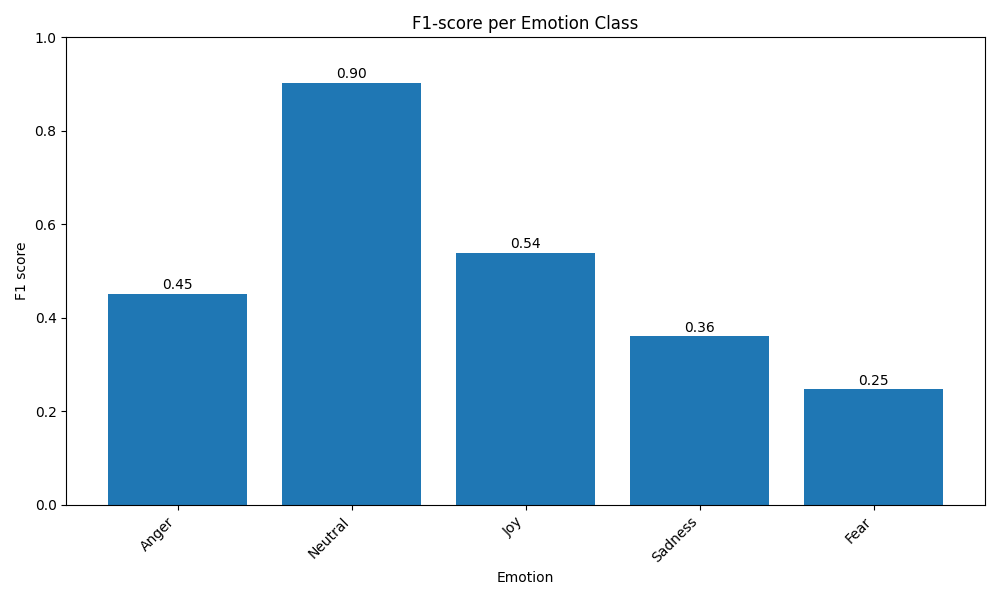 F1-score per Emotion Class
1.0
0.8
0.6
0.4
0.2
0.0
F1 score
0.45
0.90
0.54
0.36
0.25
Anger
Neutral
Joy
Sadness
Fear
Emotion